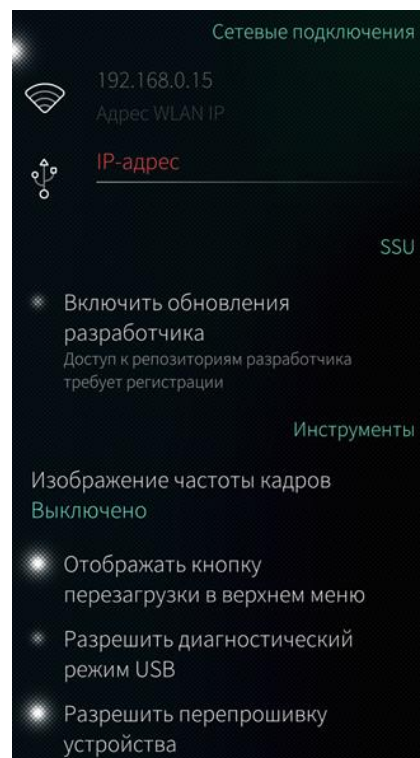 Сетевые подключения
192.168.0.15
Адрес WLAN IP
IP-адрес
SSU
Включить обновления
разработчика
Доступ к репозиториям разработчика
требует регистрации
Инструменты
Изображение частоты кадров
Выключено
Отображать кнопку
перезагрузки в верхнем меню
Разрешить диагностический
режим USB
Разрешить перепрошивку
устройства